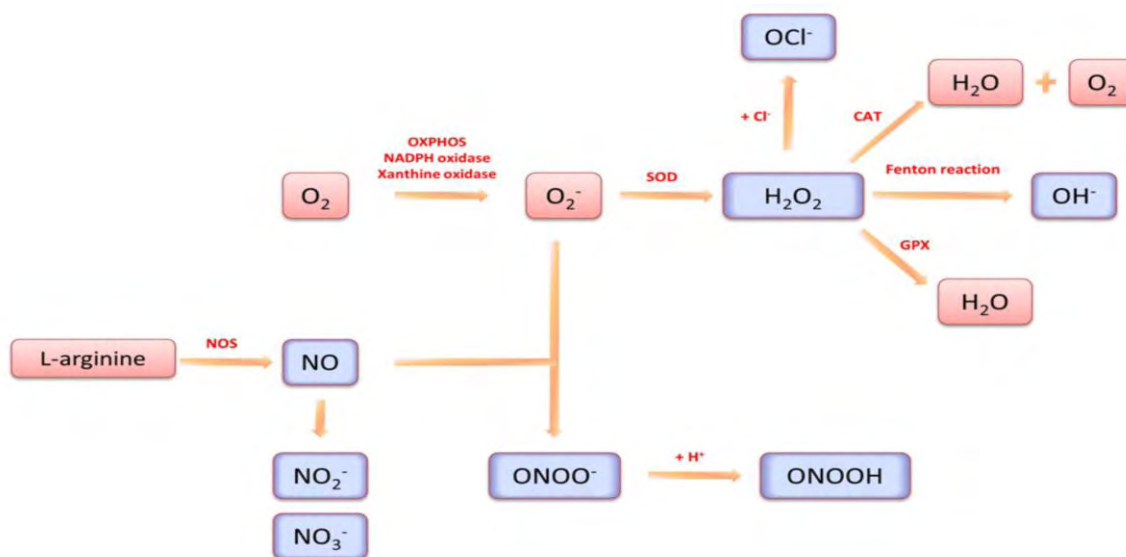 OCl⁻
H₂O + O₂
+ Cl⁻
CAT
OXPHOS
NADPH oxidase
Xanthine oxidase
SOD
Fenton reaction
O₂
O₂⁻
H₂O₂
OH⁻
GPX
H₂O
L-arginine
NOS
NO
NO₂⁻
ONOO⁻
+ H⁺
ONOOH
NO₃⁻